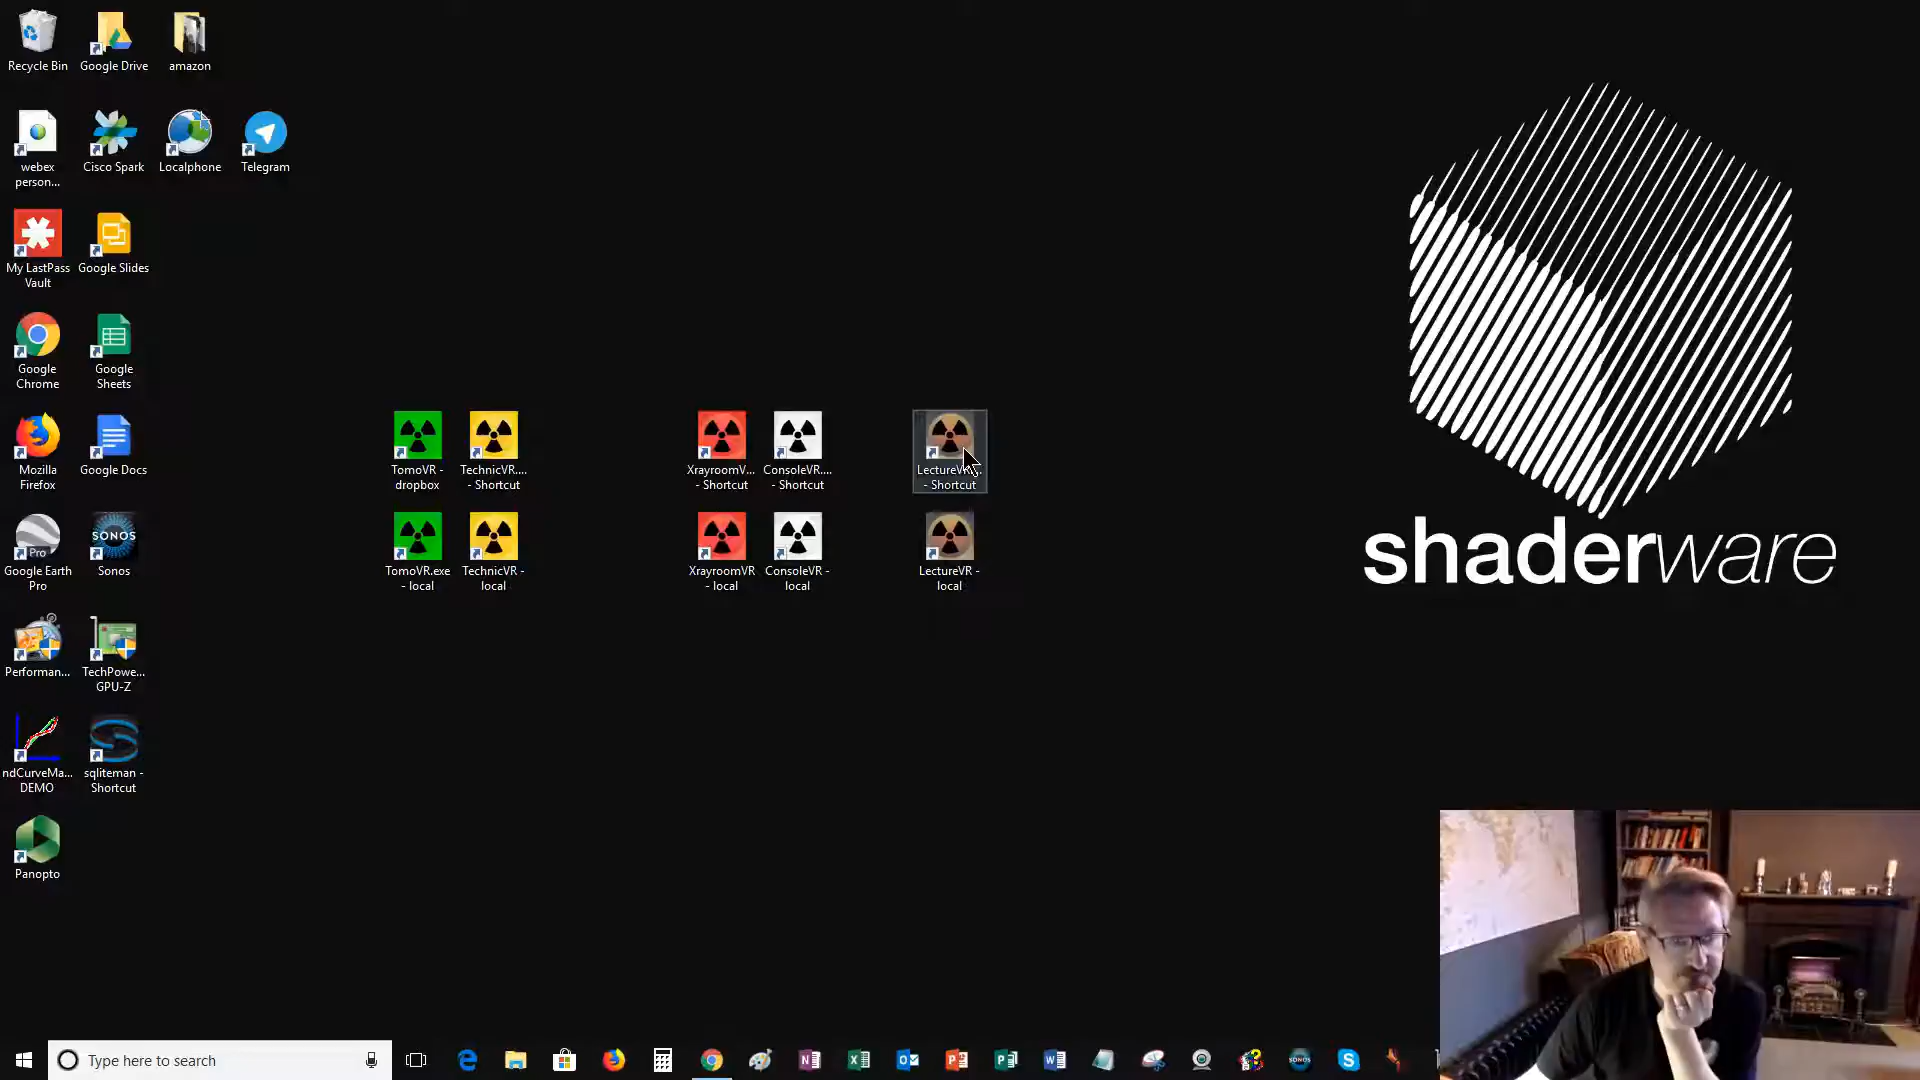 Recycle Bin
Google Drive
amazon
webex
person...
Cisco Spark
Localphone
Telegram
My LastPass
Vault
Google Slides
Google
Chrome
Google
Sheets
Mozilla
Firefox
Google Docs
Pro
Google Earth
Pro
SONOS
Sonos
Performan...
TechPowe...
GPU-Z
ndCurveMa...
DEMO
sqliteman -
Shortcut
Panopto
TomoVR -
dropbox
TechnicVR....
- Shortcut
XrayroomV...
- Shortcut
ConsoleVR....
- Shortcut
LectureVR...
- Shortcut
TomoVR.exe
- local
TechnicVR -
local
XrayroomVR
- local
ConsoleVR -
local
LectureVR -
local
shaderware
Type here to search
SONOS